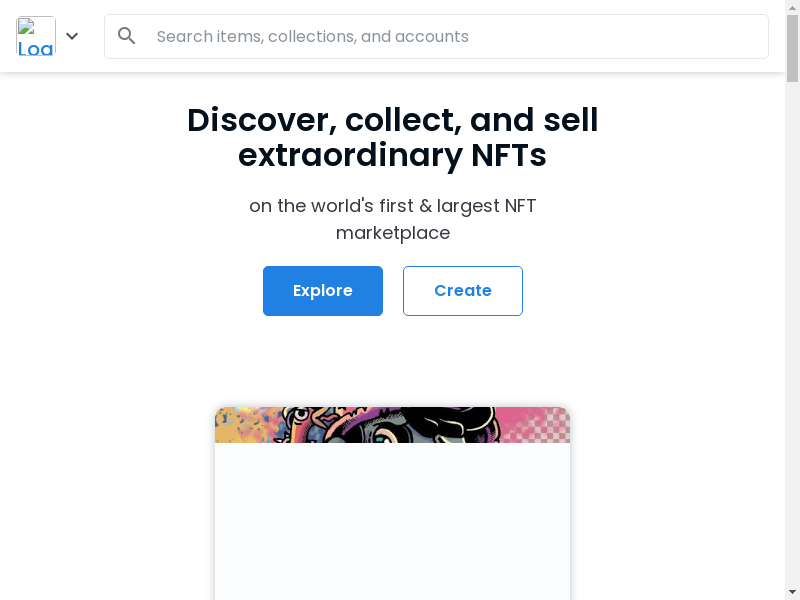 Search items, collections, and accounts
Discover, collect, and sell
extraordinary NFTs
on the world's first & largest NFT
marketplace
Explore
Create